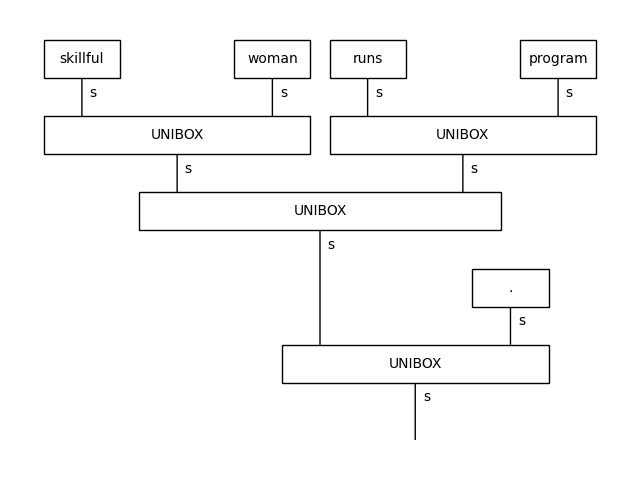 skillful woman runs program
s s s s
UNIBOX UNIBOX
s s
UNIBOX
s
.
s
UNIBOX
s